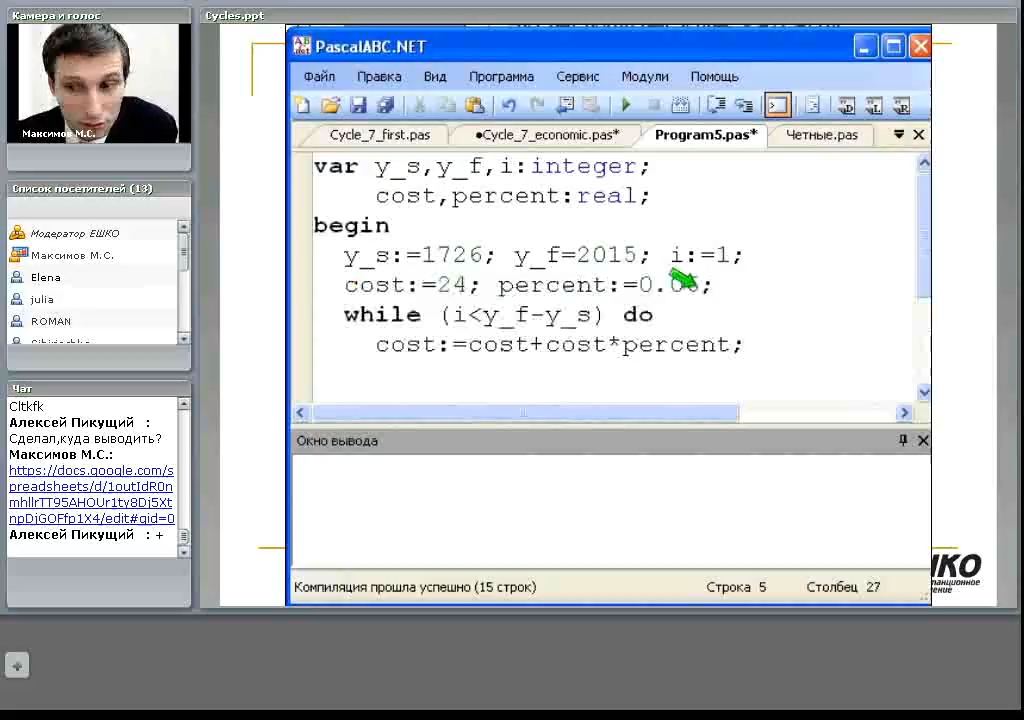 Камера и голос
Cycles.ppt
Максимов М.С.
PascalABC.NET
Файл Правка Вид Программа Сервис Модули Помощь
Cycle_7_first.pas ●Cycle_7_economic.pas* Program5.pas* Четные.pas
var y_s,y_f,i:integer;
cost,percent:real;
begin
y_s:=1726; y_f=2015; i:=1;
cost:=24; percent:=0.06;
while (i<y_f-y_s) do
cost:=cost+cost*percent;
Окно вывода
Компиляция прошла успешно (15 строк) Строка 5 Столбец 27
Список посетителей (13)
Модератор ЕШКО
Максимов М.С.
Elena
julia
ROMAN
Чат
Cltkfk
Алексей Пикущий :
Сделал,куда выводить?
Максимов М.С.:
https://docs.google.com/s
preadsheets/d/1outIdR0n
mhllrTT95AHOUr1tv8Dj5Xt
npDjGOFfp1X4/edit#gid=0
Алексей Пикущий : +